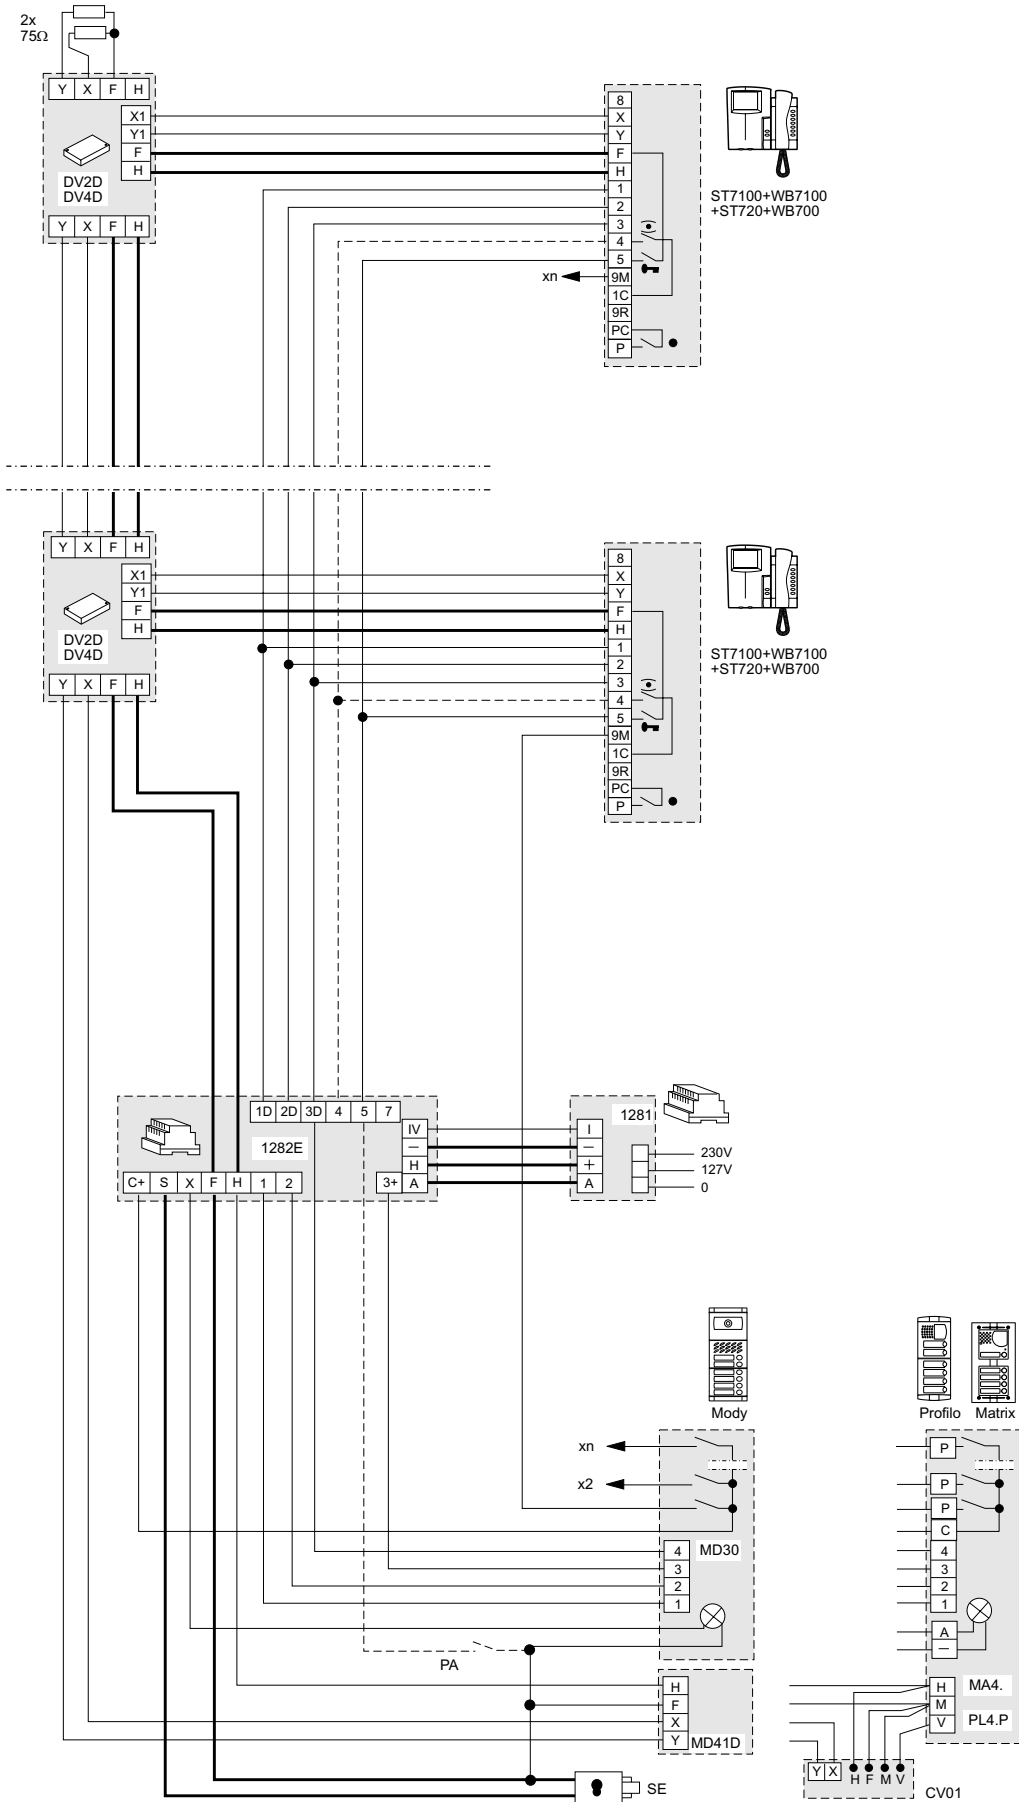 2x
75Ω
Y X F H
X1
Y1
F
H
DV2D
DV4D
Y X F H
8
X
Y
F
H
1
2
3
4
5
9M
1C
9R
PC
P
xn
ST7100+WB7100
+ST720+WB700
Y X F H
X1
Y1
F
H
DV2D
DV4D
Y X F H
8
X
Y
F
H
1
2
3
4
5
9M
1C
9R
PC
P
ST7100+WB7100
+ST720+WB700
1D 2D 3D 4 5 7
1282E
IV
–
H
3+ A
C+ S X F H 1 2
1281
I
–
+
A
230V
127V
0
Mody
Profilo Matrix
xn
x2
MD30
4
3
2
1
PA
H
F
X
Y
MD41D
SE
P
P
P
C
4
3
2
1
A
–
H
M
V
MA4.
PL4.P
Y X H F M V
CV01